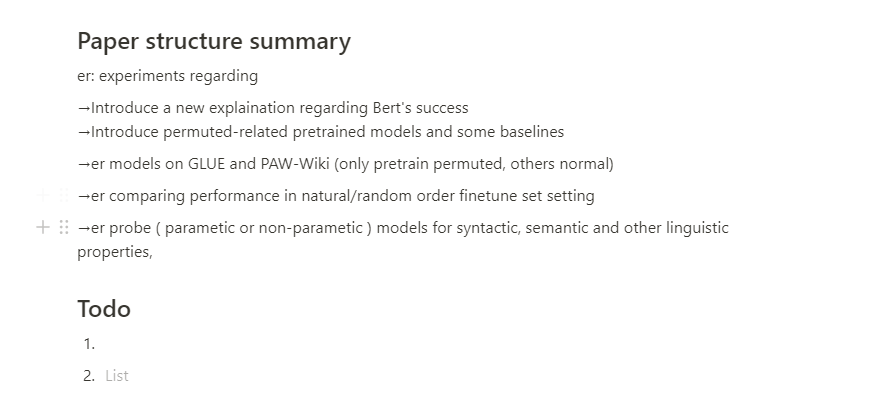 Paper structure summary
er: experiments regarding
→Introduce a new explaination regarding Bert's success
→Introduce permuted-related pretrained models and some baselines
→er models on GLUE and PAW-Wiki (only pretrain permuted, others normal)
→er comparing performance in natural/random order finetune set setting
→er probe ( parametic or non-parametic ) models for syntactic, semantic and other linguistic
properties,
Todo
1.
2. List